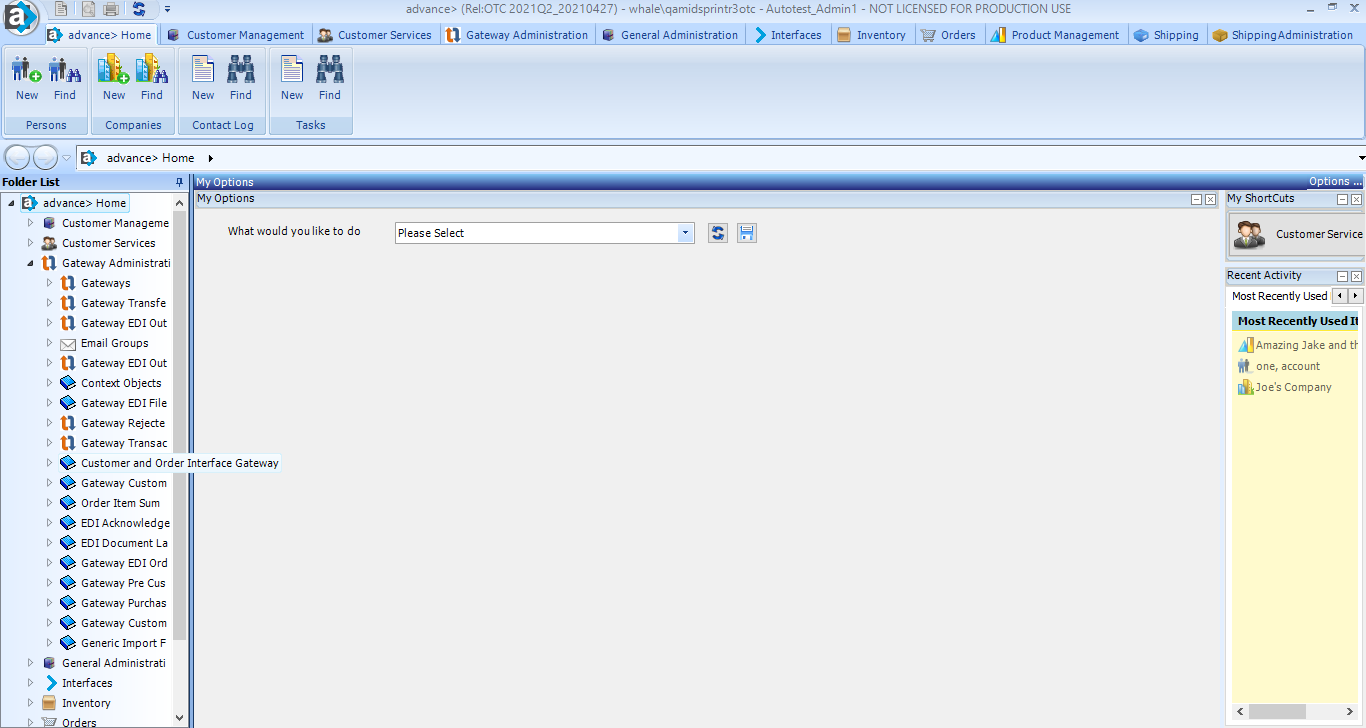 advance> (Rel:OTC 2021Q2_20210427) - whale\qamidsprintr3otc - Autotest_Admin1 - NOT LICENSED FOR PRODUCTION USE
advance> Home Customer Management Customer Services Gateway Administration General Administration Interfaces Inventory Orders Product Management Shipping ShippingAdministration
New Find New Find New Find New Find
Persons Companies Contact Log Tasks
advance> Home
Folder List
advance> Home
Customer Manageme
Customer Services
Gateway Administrati
Gateways
Gateway Transfe
Gateway EDI Out
Email Groups
Gateway EDI Out
Context Objects
Gateway EDI File
Gateway Rejecte
Gateway Transac
Customer and Order Interface Gateway
Gateway Custom
Order Item Sum
EDI Acknowledge
EDI Document La
Gateway EDI Ord
Gateway Pre Cus
Gateway Purchas
Gateway Custom
Generic Import F
General Administrati
Interfaces
Inventory
Orders
My Options
Options ...
My Options
What would you like to do Please Select
My ShortCuts
Customer Service
Recent Activity
Most Recently Used
Most Recently Used It
Amazing Jake and th
one, account
Joe's Company